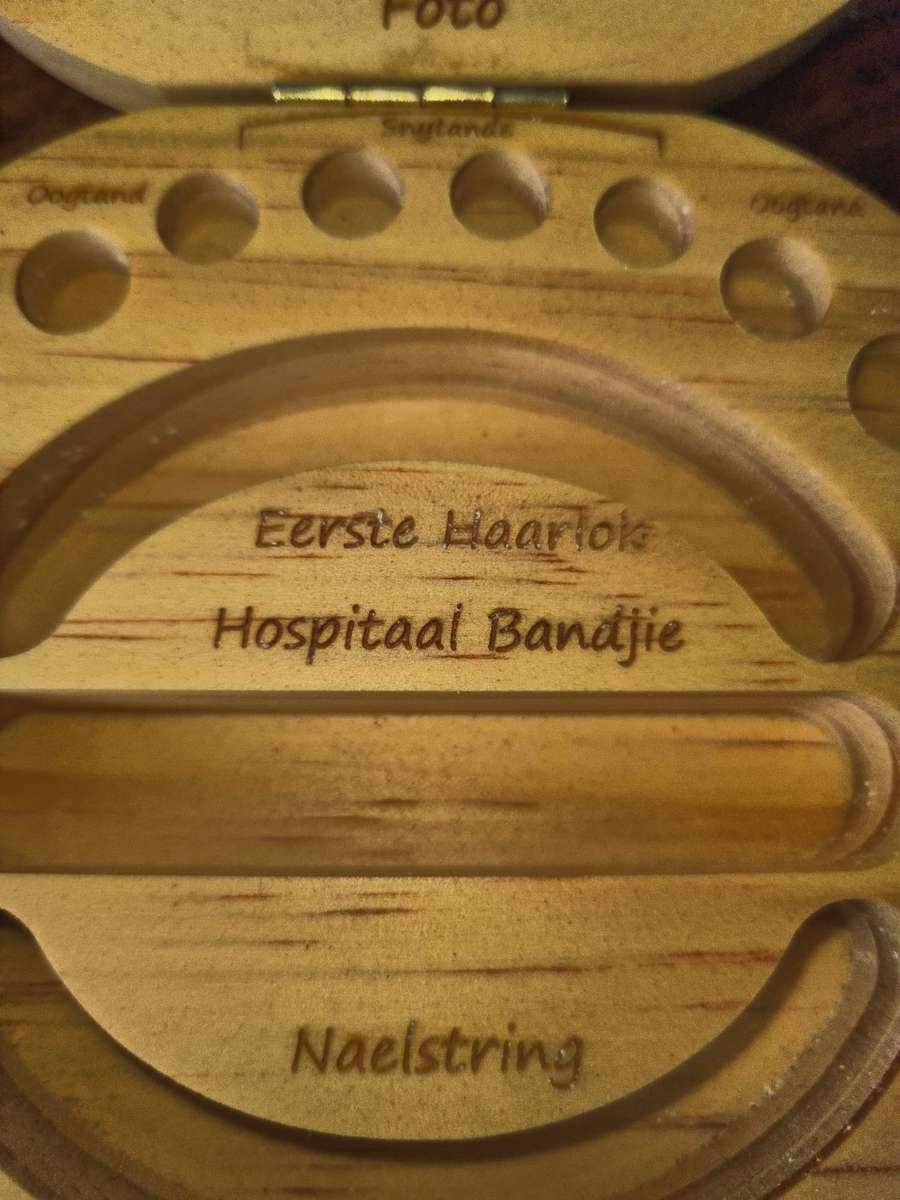 Foto
Snytande
Oogtand Oogtand
Eerste Haarlok
Hospitaal Bandjie
Naelstring